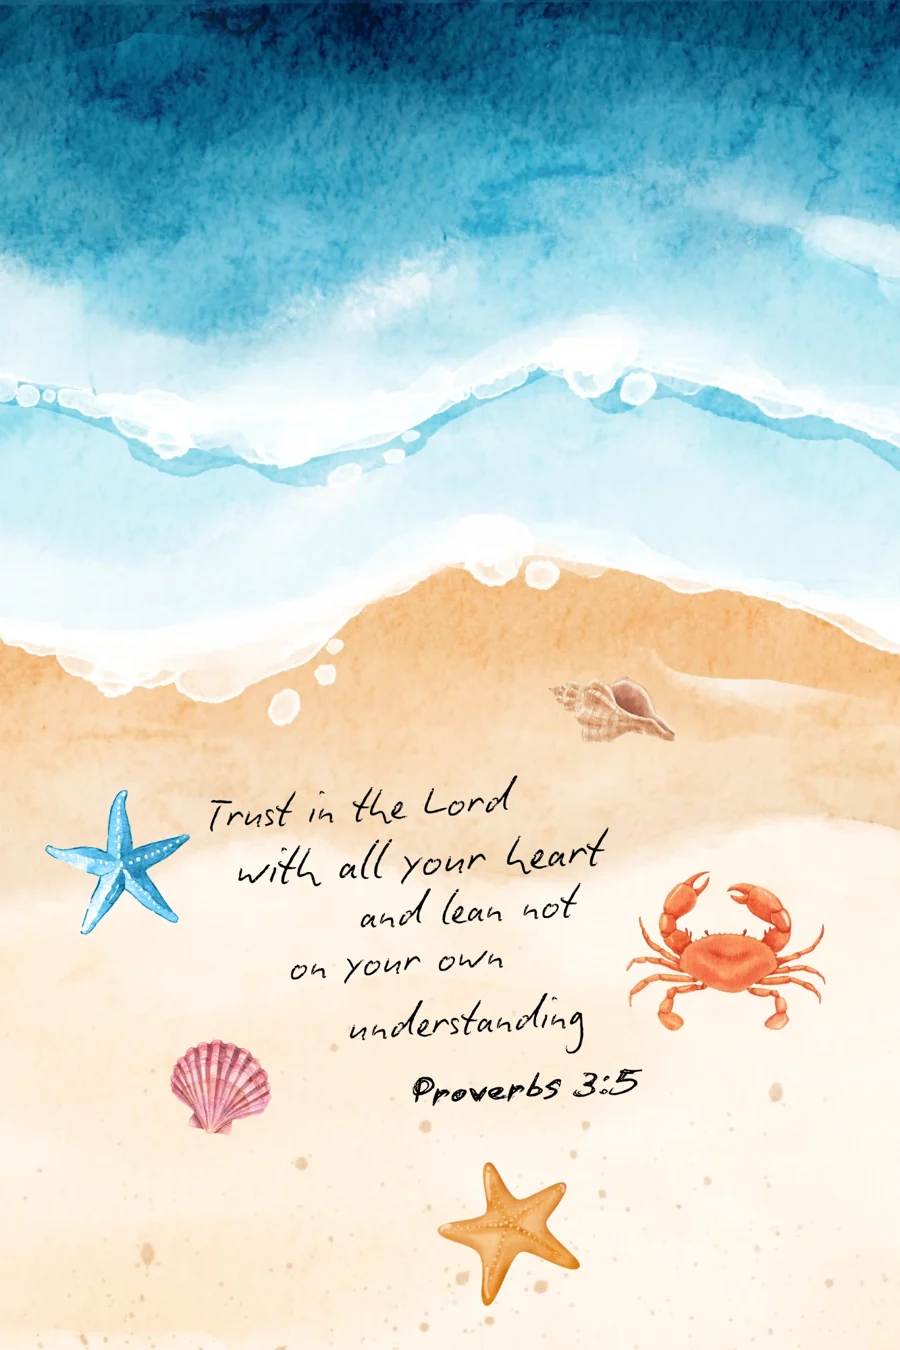 Trust in the Lord
with all your heart
and lean not
on your own
understanding
Proverbs 3:5